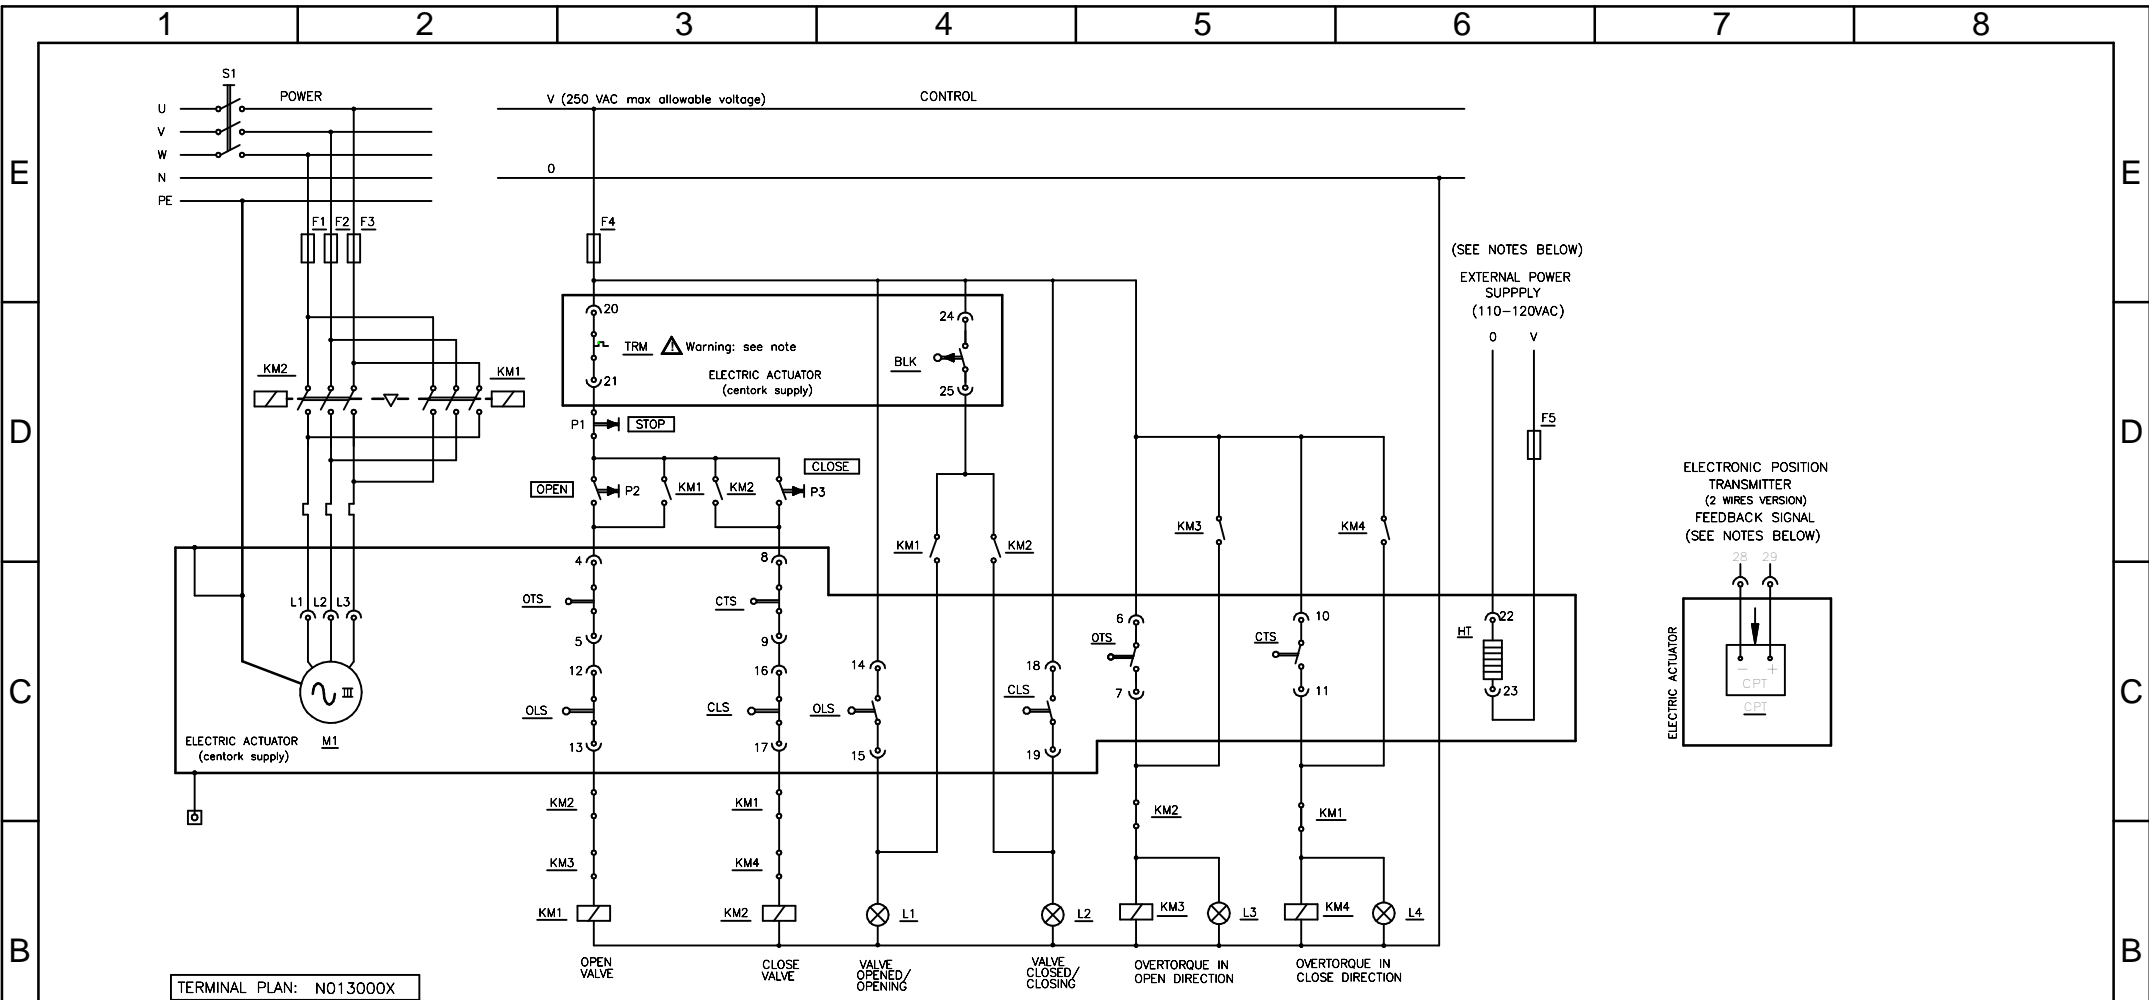 1 2 3 4 5 6 7 8
S1
POWER
V (250 VAC max allowable voltage)
CONTROL
U
V
W
N
PE
0
E
E
F1 F2 F3
F4
(SEE NOTES BELOW)
EXTERNAL POWER
SUPPPLY
(110-120VAC)
0 V
20
24
TRM
Warning: see note
BLK
ELECTRIC ACTUATOR
(centork supply)
21
25
KM2
KM1
D
D
P1
STOP
F5
CLOSE
OPEN
P2
KM1
KM2
P3
ELECTRONIC POSITION
TRANSMITTER
(2 WIRES VERSION)
FEEDBACK SIGNAL
(SEE NOTES BELOW)
KM3
KM4
KM1
KM2
28 29
4
8
L1 L2 L3
OTS
CTS
5
9
6
10
22
OTS
CTS
HT
12
16
14
18
7
11
23
C
C
OLS
CLS
OLS
CLS
13
17
15
19
- +
CPT
CPT
ELECTRIC ACTUATOR
III
M1
ELECTRIC ACTUATOR
(centork supply)
KM2
KM1
KM2
KM1
KM3
KM4
KM1
KM2
L1
L2
KM3
L3
KM4
L4
B
B
OPEN
VALVE
CLOSE
VALVE
VALVE
OPENED/
OPENING
VALVE
CLOSED/
CLOSING
OVERTORQUE IN
OPEN DIRECTION
OVERTORQUE IN
CLOSE DIRECTION
TERMINAL PLAN: N013000X